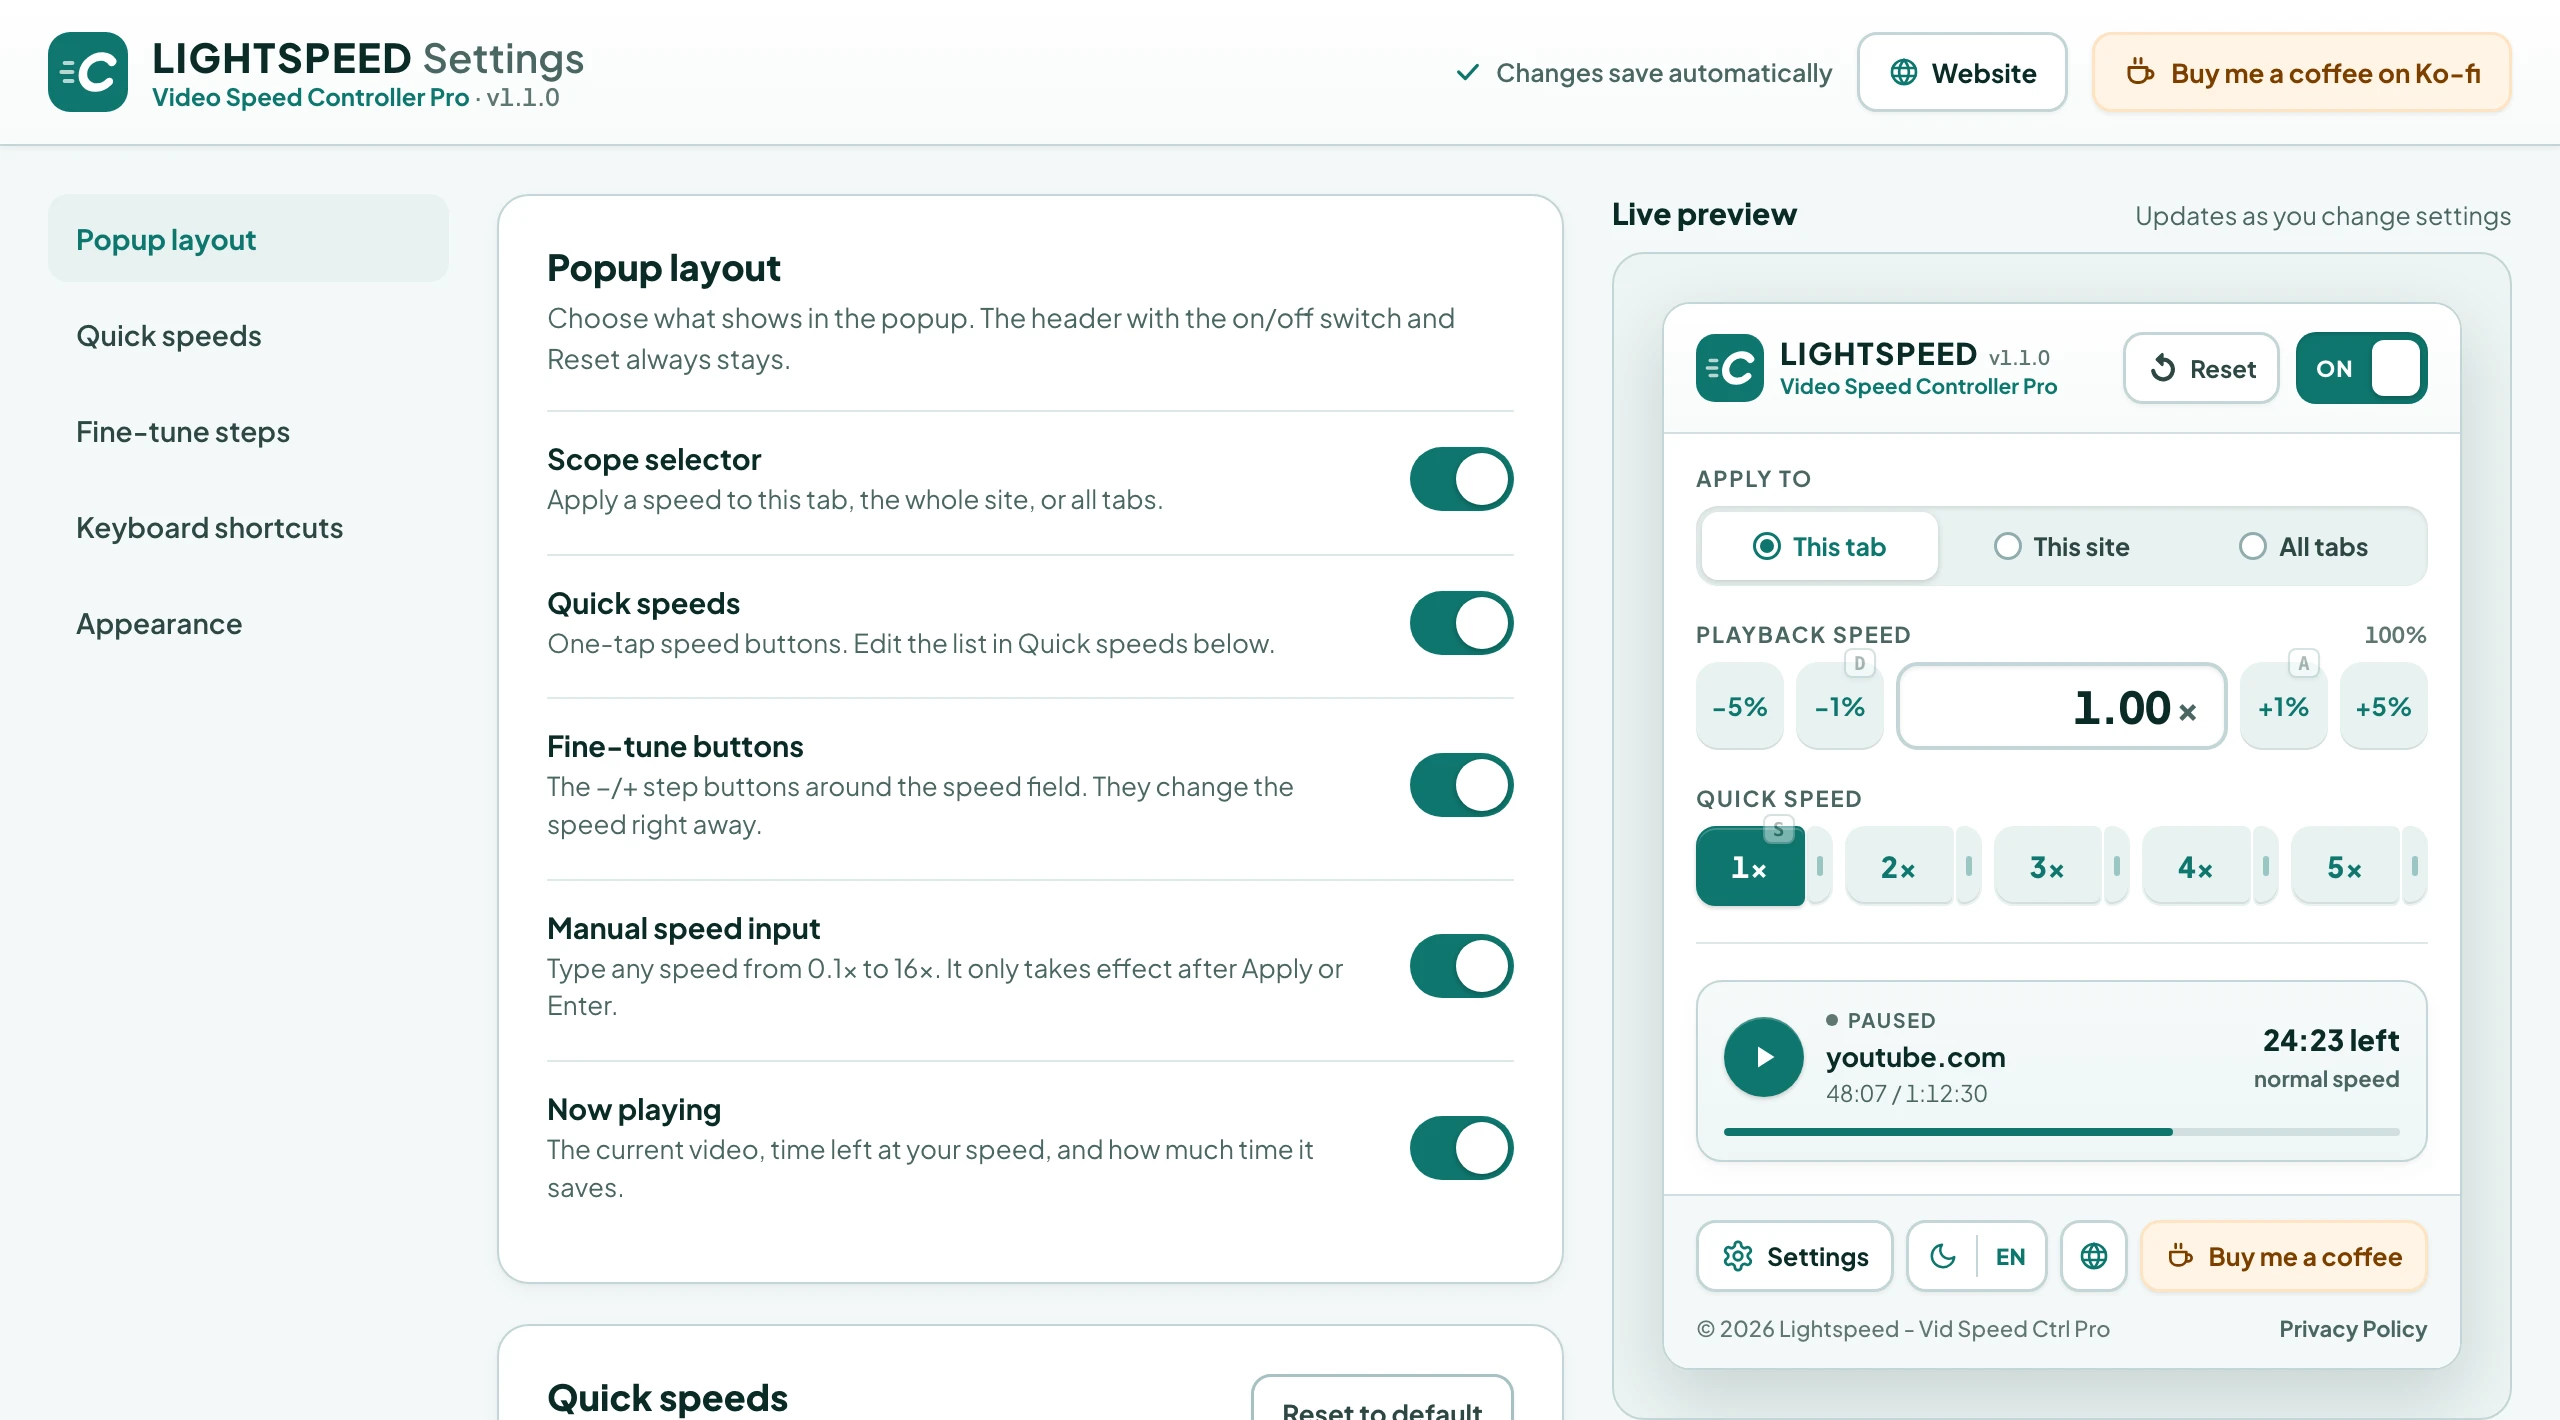 LIGHTSPEED Settings
Video Speed Controller Pro · v1.1.0
Changes save automatically
Website
Buy me a coffee on Ko-fi
Popup layout
Quick speeds
Fine-tune steps
Keyboard shortcuts
Appearance
Popup layout
Choose what shows in the popup. The header with the on/off switch and
Reset always stays.
Scope selector
Apply a speed to this tab, the whole site, or all tabs.
Quick speeds
One-tap speed buttons. Edit the list in Quick speeds below.
Fine-tune buttons
The −/+ step buttons around the speed field. They change the
speed right away.
Manual speed input
Type any speed from 0.1× to 16×. It only takes effect after Apply or
Enter.
Now playing
The current video, time left at your speed, and how much time it
saves.
Quick speeds
Reset to default
Live preview
Updates as you change settings
C
LIGHTSPEED v1.1.0
Video Speed Controller Pro
Reset
ON
APPLY TO
This tab
This site
All tabs
PLAYBACK SPEED
100%
−5%
−1%
D
1.00 ×
+1%
A
+5%
QUICK SPEED
1×
S
2×
3×
4×
5×
PAUSED
youtube.com
48:07 / 1:12:30
24:23 left
normal speed
Settings
EN
Buy me a coffee
© 2026 Lightspeed - Vid Speed Ctrl Pro
Privacy Policy